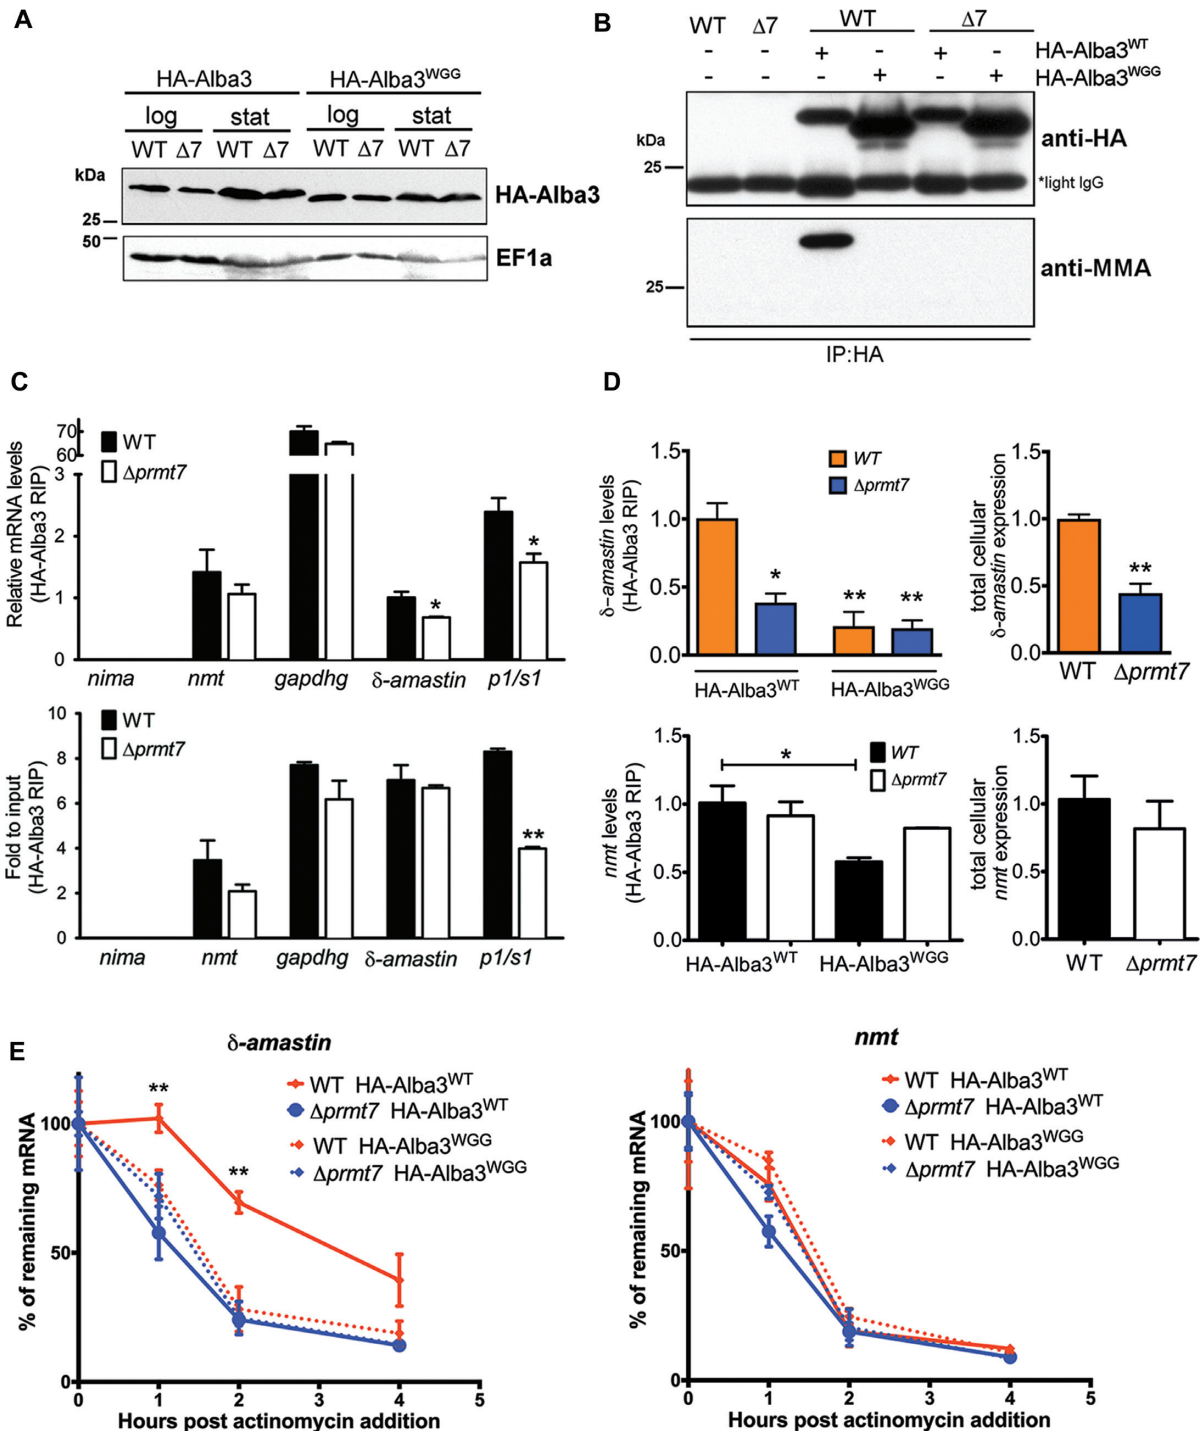 A
HA-Alba3 HA-Alba3WGG
log stat log stat
WT Δ7 WT Δ7 WT Δ7 WT Δ7
kDa
25
HA-Alba3
50
EF1a
B
WT Δ7 WT Δ7
- - + - + - HA-Alba3WT
- - - + - + HA-Alba3WGG
kDa
25
anti-HA
*light IgG
25
anti-MMA
IP:HA
C
Relative mRNA levels
(HA-Alba3 RIP)
70
60
3
2
1
0
WT
Δprmt7
* *
nima nmt gapdhg δ-amastin p1/s1
Fold to input
(HA-Alba3 RIP)
10
8
6
4
2
0
WT
Δprmt7
**
nima nmt gapdhg δ-amastin p1/s1
D
δ-amastin levels
(HA-Alba3 RIP)
1.5
1.0
0.5
0.0
WT
Δprmt7
* ** **
HA-Alba3WT HA-Alba3WGG
total cellular
δ-amastin expression
1.5
1.0
0.5
0.0
**
WT Δprmt7
nmt levels
(HA-Alba3 RIP)
1.5
1.0
0.5
0.0
*
WT
Δprmt7
HA-Alba3WT HA-Alba3WGG
total cellular
nmt expression
1.5
1.0
0.5
0.0
WT Δprmt7
E
δ-amastin
% of remaining mRNA
100
50
0
** **
WT HA-Alba3WT
Δprmt7 HA-Alba3WT
WT HA-Alba3WGG
Δprmt7 HA-Alba3WGG
0 1 2 3 4 5
Hours post actinomycin addition
nmt
% of remaining mRNA
100
50
0
WT HA-Alba3WT
Δprmt7 HA-Alba3WT
WT HA-Alba3WGG
Δprmt7 HA-Alba3WGG
0 1 2 3 4 5
Hours post actinomycin addition